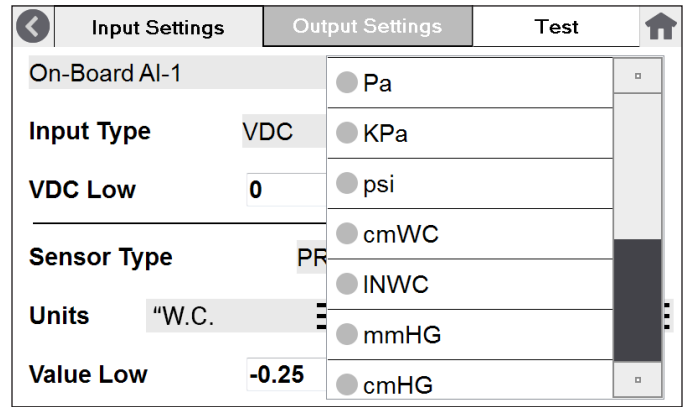 Input Settings Output Settings Test
On-Board AI-1
Input Type VDC
VDC Low 0
Sensor Type PR
Units “W.C.
Value Low -0.25
Pa
KPa
psi
cmWC
INWC
mmHG
cmHG